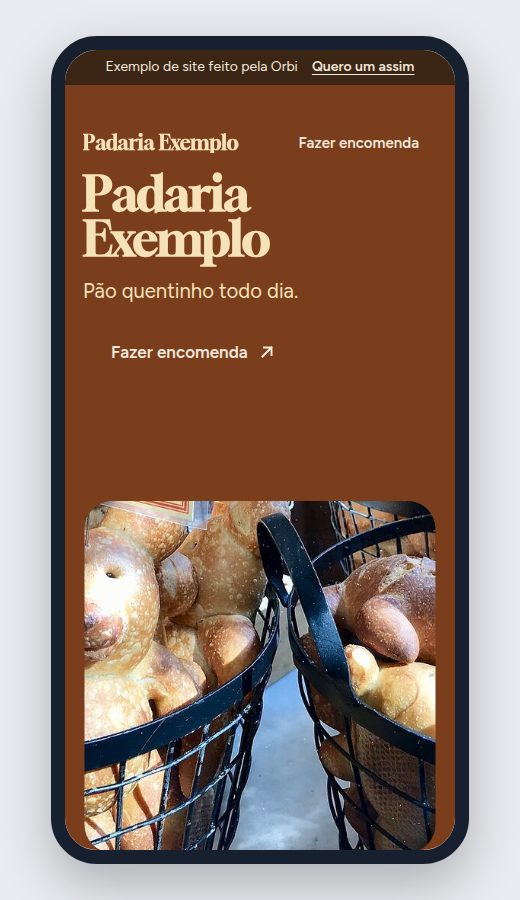 Exemplo de site feito pela Orbi Quero um assim
Padaria Exemplo Fazer encomenda
Padaria
Exemplo
Pão quentinho todo dia.
Fazer encomenda